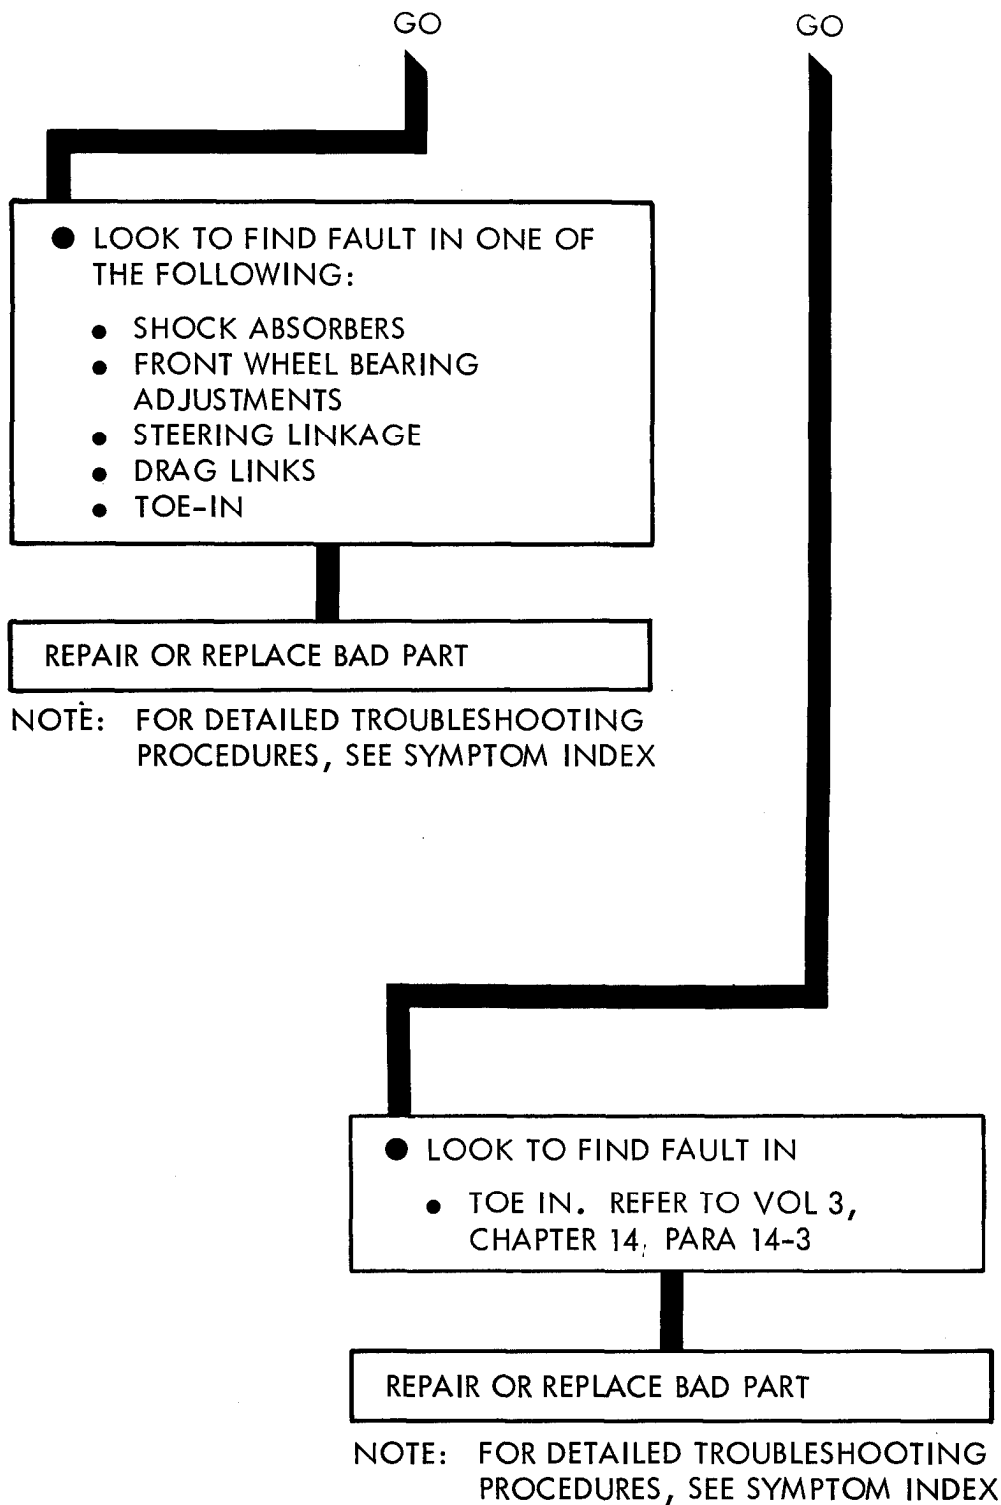 GO
GO
● LOOK TO FIND FAULT IN ONE OF
THE FOLLOWING:
● SHOCK ABSORBERS
● FRONT WHEEL BEARING
ADJUSTMENTS
● STEERING LINKAGE
● DRAG LINKS
● TOE-IN
REPAIR OR REPLACE BAD PART
NOTE: FOR DETAILED TROUBLESHOOTING
PROCEDURES, SEE SYMPTOM INDEX
● LOOK TO FIND FAULT IN
● TOE IN. REFER TO VOL 3,
CHAPTER 14, PARA 14-3
REPAIR OR REPLACE BAD PART
NOTE: FOR DETAILED TROUBLESHOOTING
PROCEDURES, SEE SYMPTOM INDEX